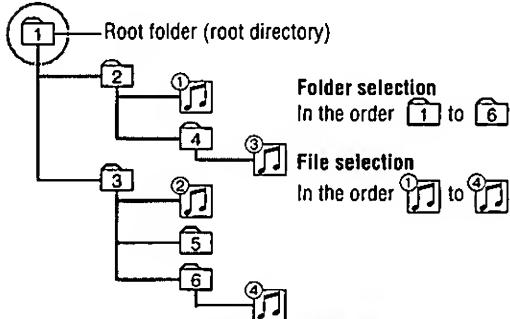 1 Root folder (root directory)
2 ①
4 ③
3 ②
5
6 ④
Folder selection
In the order 1 to 6
File selection
In the order ① to ④